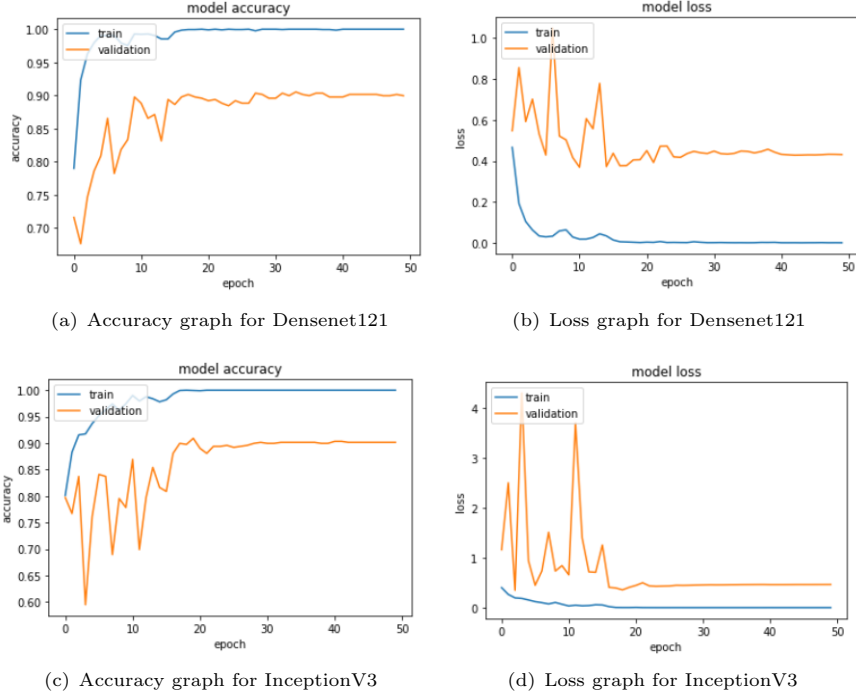 model accuracy
train
validation
1.00
0.95
0.90
0.85
0.80
0.75
0.70
accuracy
0 10 20 30 40 50
epoch
(a) Accuracy graph for Densenet121
model loss
train
validation
1.0
0.8
0.6
0.4
0.2
0.0
loss
0 10 20 30 40 50
epoch
(b) Loss graph for Densenet121
model accuracy
train
validation
1.00
0.95
0.90
0.85
0.80
0.75
0.70
0.65
0.60
accuracy
0 10 20 30 40 50
epoch
(c) Accuracy graph for InceptionV3
model loss
train
validation
4
3
2
1
0
loss
0 10 20 30 40 50
epoch
(d) Loss graph for InceptionV3